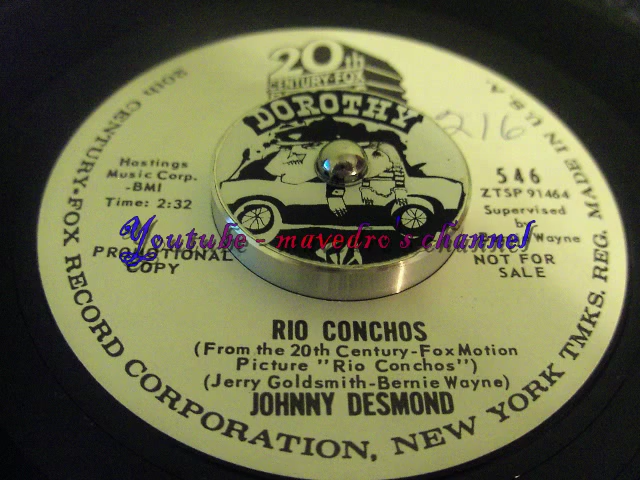 20th
CENTURY-FOX
DOROTHY
216
20th CENTURY-FOX RECORD CORPORATION, NEW YORK TMKS. REG. MADE IN U.S.A.
Hastings
Music Corp.
-BMI
Time: 2:32
PROMOTIONAL
COPY
546
ZTSP 91464
Supervised
by
Wayne
NOT FOR
SALE
Youtube - mavedro's channel
RIO CONCHOS
(From the 20th Century-Fox Motion
Picture "Rio Conchos")
(Jerry Goldsmith-Bernie Wayne)
JOHNNY DESMOND